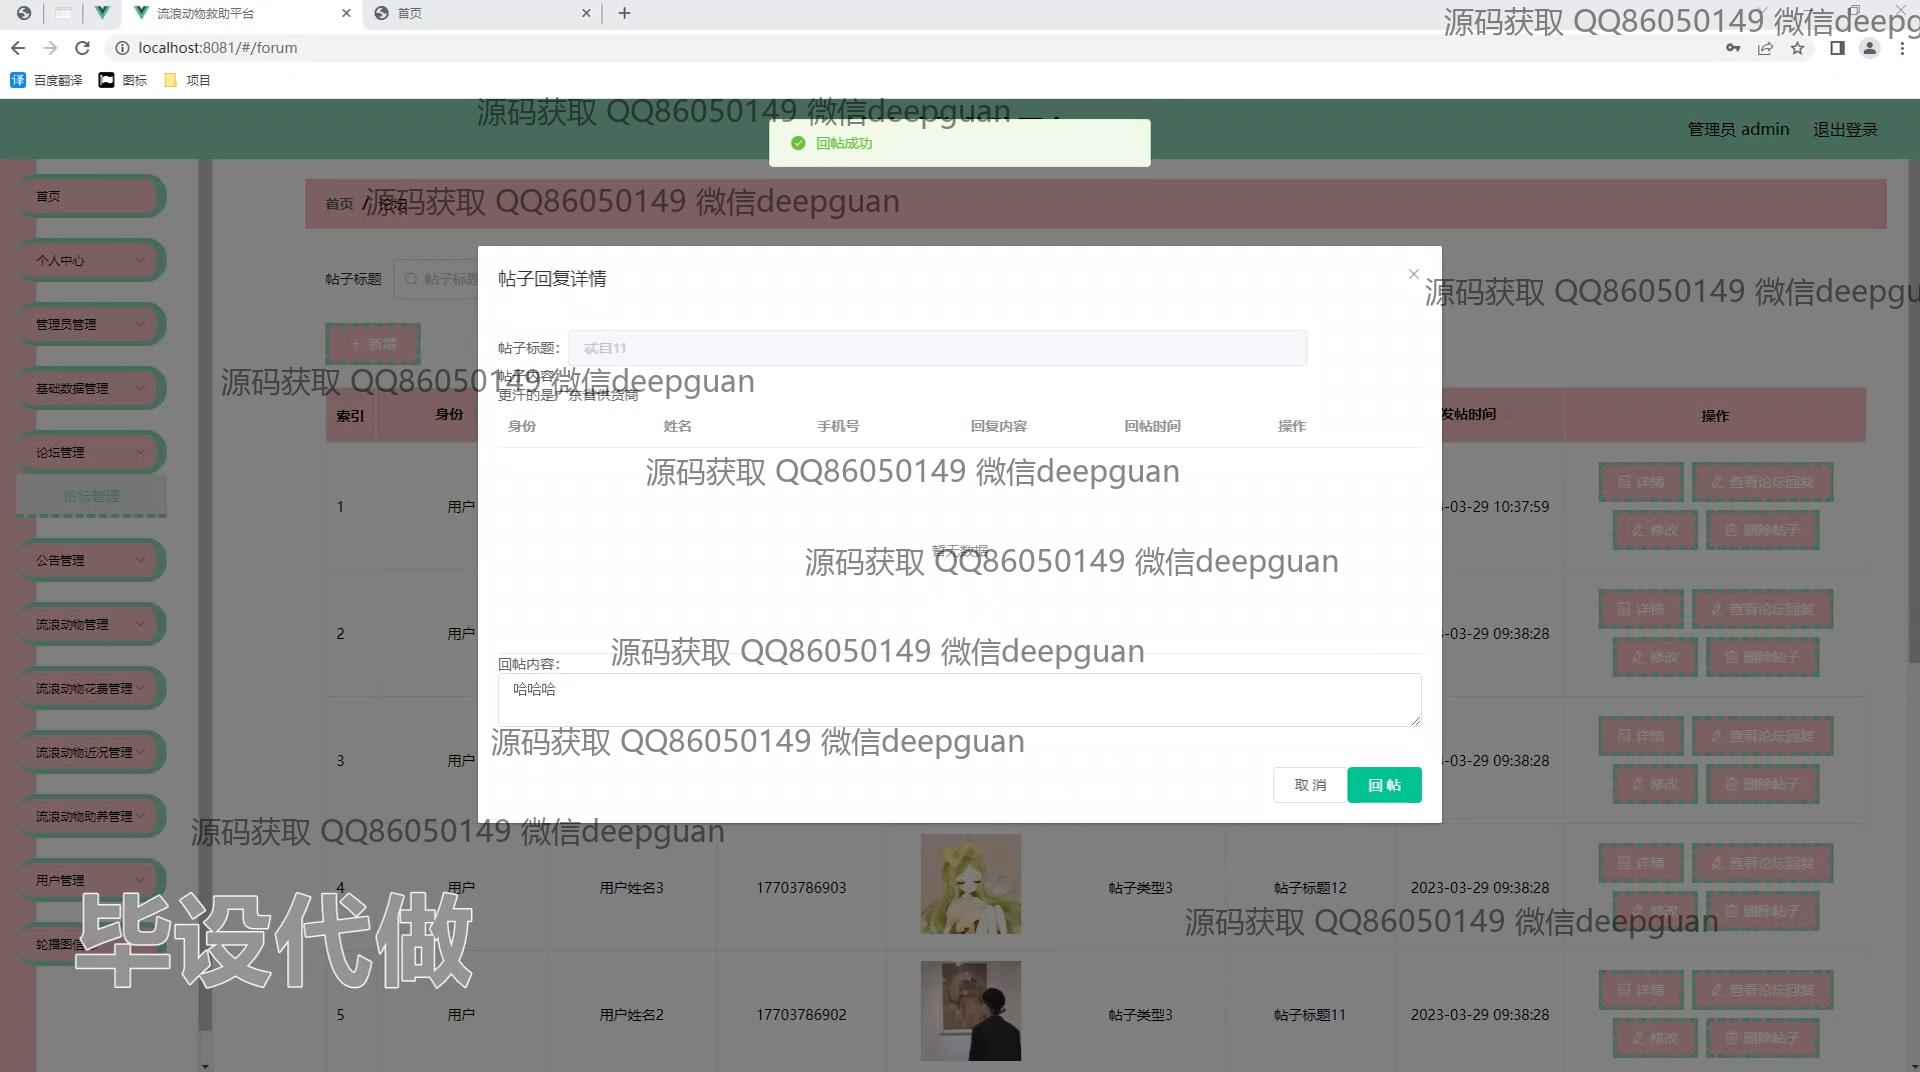 流浪动物救助平台
首页
localhost:8081/#/forum
百度翻译
图标
项目
源码获取 QQ86050149 微信deepg
源码获取 QQ86050149 微信deepguan
回帖成功
管理员 admin
退出登录
首页 / 论坛
源码获取 QQ86050149 微信deepguan
首页
个人中心
管理员管理
基础数据管理
论坛管理
论坛管理
公告管理
流浪动物管理
流浪动物花费管理
流浪动物近况管理
流浪动物助养管理
用户管理
轮播图信
帖子标题
帖子标题
新增
源码获取 QQ86050149 微信deepgu
源码获取 QQ86050149 微信deepguan
帖子回复详情
帖子标题：
帖子内容
身份 姓名 手机号 回复内容 回帖时间 操作
源码获取 QQ86050149 微信deepguan
暂无数据
源码获取 QQ86050149 微信deepguan
源码获取 QQ86050149 微信deepguan
回帖内容：
哈哈哈
源码获取 QQ86050149 微信deepguan
取消 回帖
索引 身份 发帖时间 操作
1 用户 -03-29 10:37:59 详情 查看论坛回复
修改 删除帖子
2 用户 -03-29 09:38:28 详情 查看论坛回复
修改 删除帖子
3 用户 -03-29 09:38:28 详情 查看论坛回复
修改 删除帖子
源码获取 QQ86050149 微信deepguan
4 用户 用户姓名3 17703786903 帖子类型3 帖子标题12 2023-03-29 09:38:28 详情 查看论坛回复
修改 删除帖子
源码获取 QQ86050149 微信deepguan
毕设代做
5 用户 用户姓名2 17703786902 帖子类型3 帖子标题11 2023-03-29 09:38:28 详情 查看论坛回复
修改 删除帖子